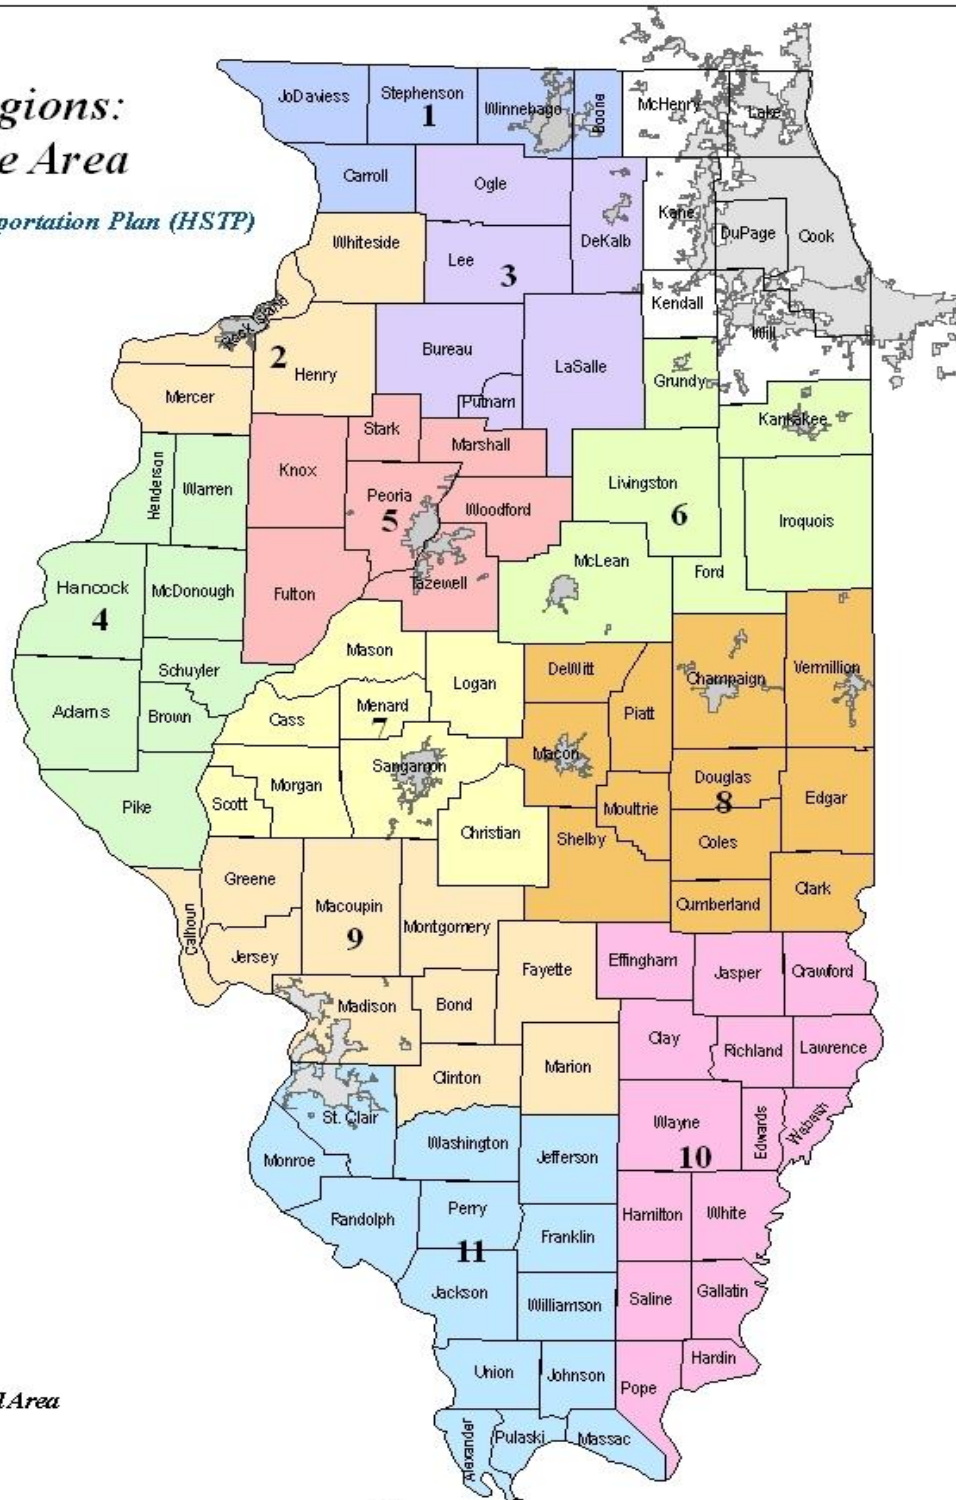 gions:
e Area
portation Plan (HSTP)
JoDaviess
Stephenson
1
Winnebago
Boone
McHenry
Lake
Carroll
Ogle
Kane
DuPage
Cook
DeKalb
Whiteside
Lee
3
Kendall
Will
Rock Island
2
Henry
Bureau
LaSalle
Putnam
Grundy
Kankakee
Mercer
Stark
Marshall
Henderson
Warren
Knox
Peoria
5
Woodford
Livingston
6
Iroquois
McLean
Ford
Hancock
4
McDonough
Fulton
Tazewell
Mason
Schuyler
Logan
DeWitt
Champaign
Vermillion
Adams
Brown
Cass
Menard
7
Piatt
Macon
Sangamon
Pike
Scott
Morgan
Christian
Shelby
Moultrie
Douglas
8
Edgar
Coles
Clark
Cumberland
Greene
Calhoun
Macoupin
9
Montgomery
Jersey
Fayette
Effingham
Jasper
Crawford
Madison
Bond
Clay
Richland
Lawrence
Clinton
Marion
St. Clair
Washington
Jefferson
Wayne
10
Edwards
Wabash
Monroe
Randolph
Perry
11
Franklin
Hamilton
White
Jackson
Williamson
Saline
Gallatin
Union
Johnson
Pope
Hardin
Alexander
Pulaski
Massac
l Area